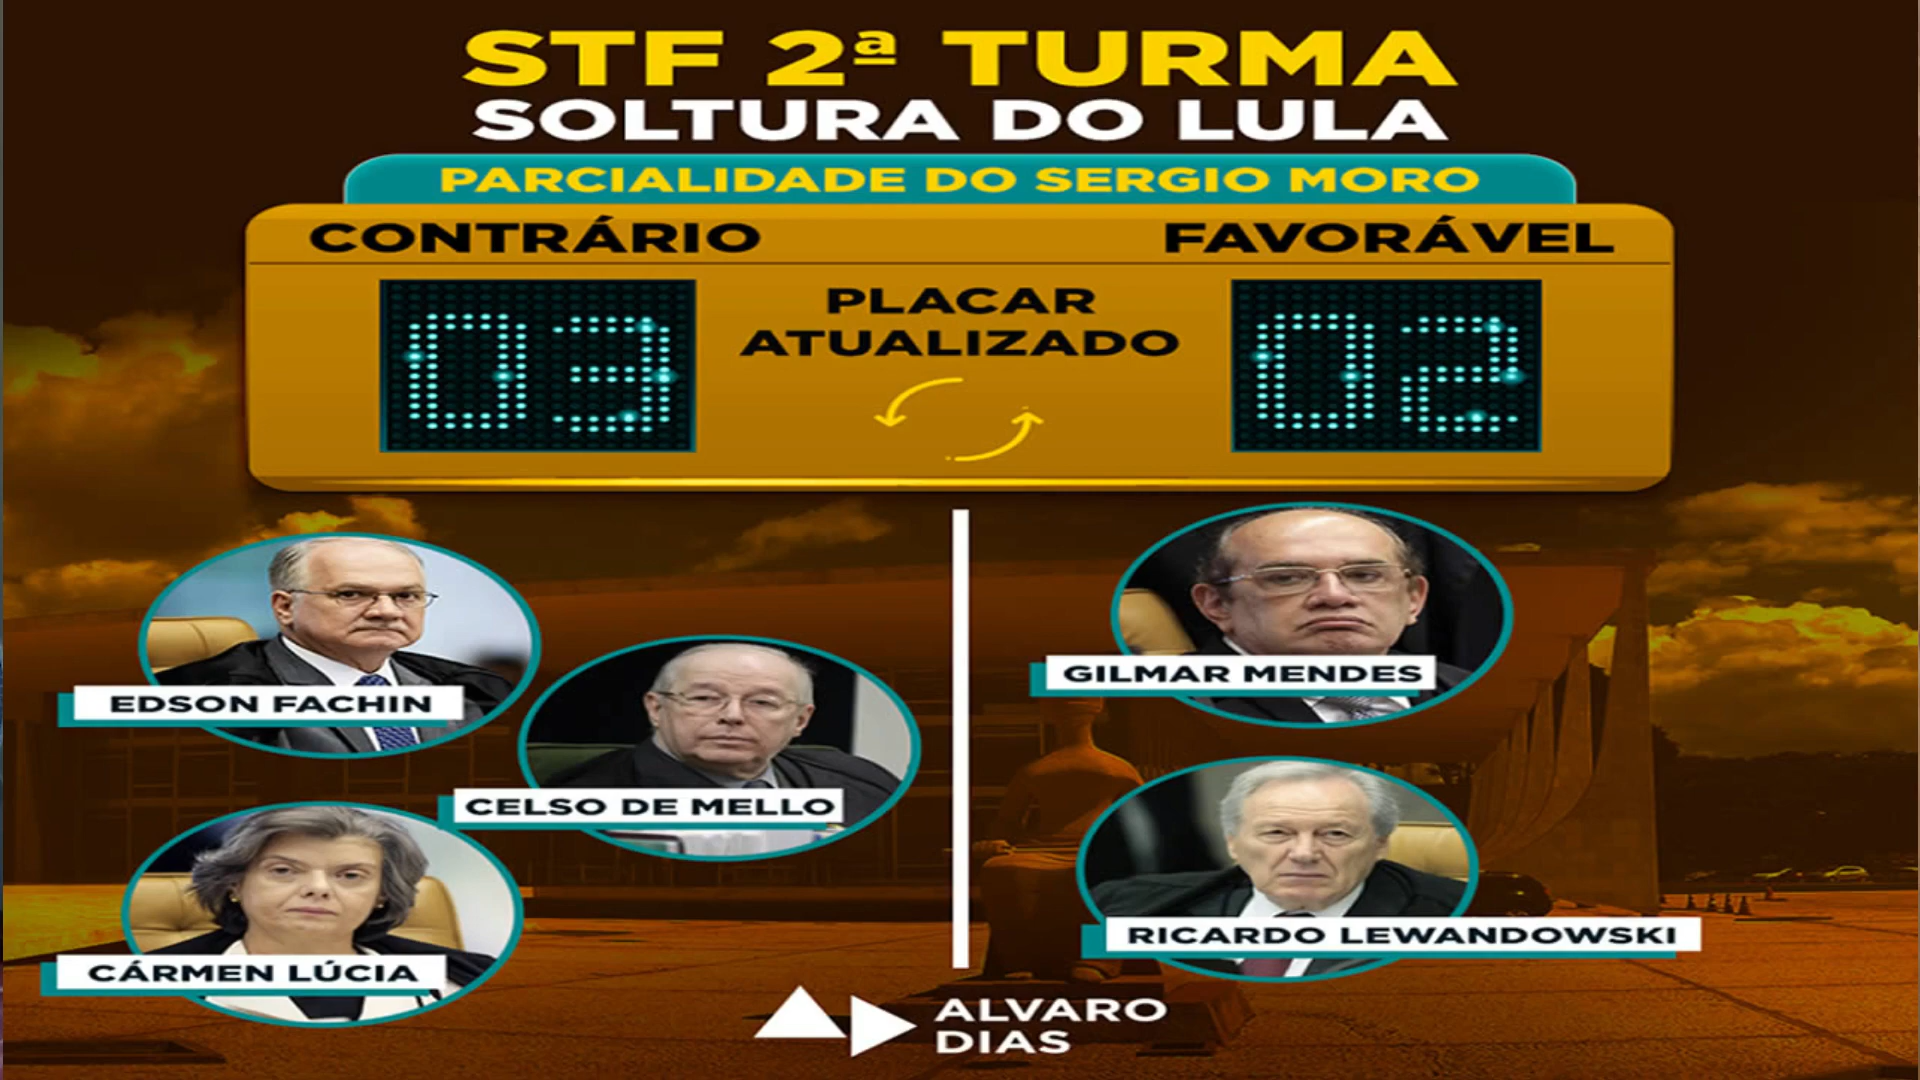 STF 2ª TURMA
SOLTURA DO LULA
PARCIALIDADE DO SERGIO MORO
CONTRÁRIO
FAVORÁVEL
03
PLACAR
ATUALIZADO
02
EDSON FACHIN
CELSO DE MELLO
CÁRMEN LÚCIA
GILMAR MENDES
RICARDO LEWANDOWSKI
ALVARO
DIAS